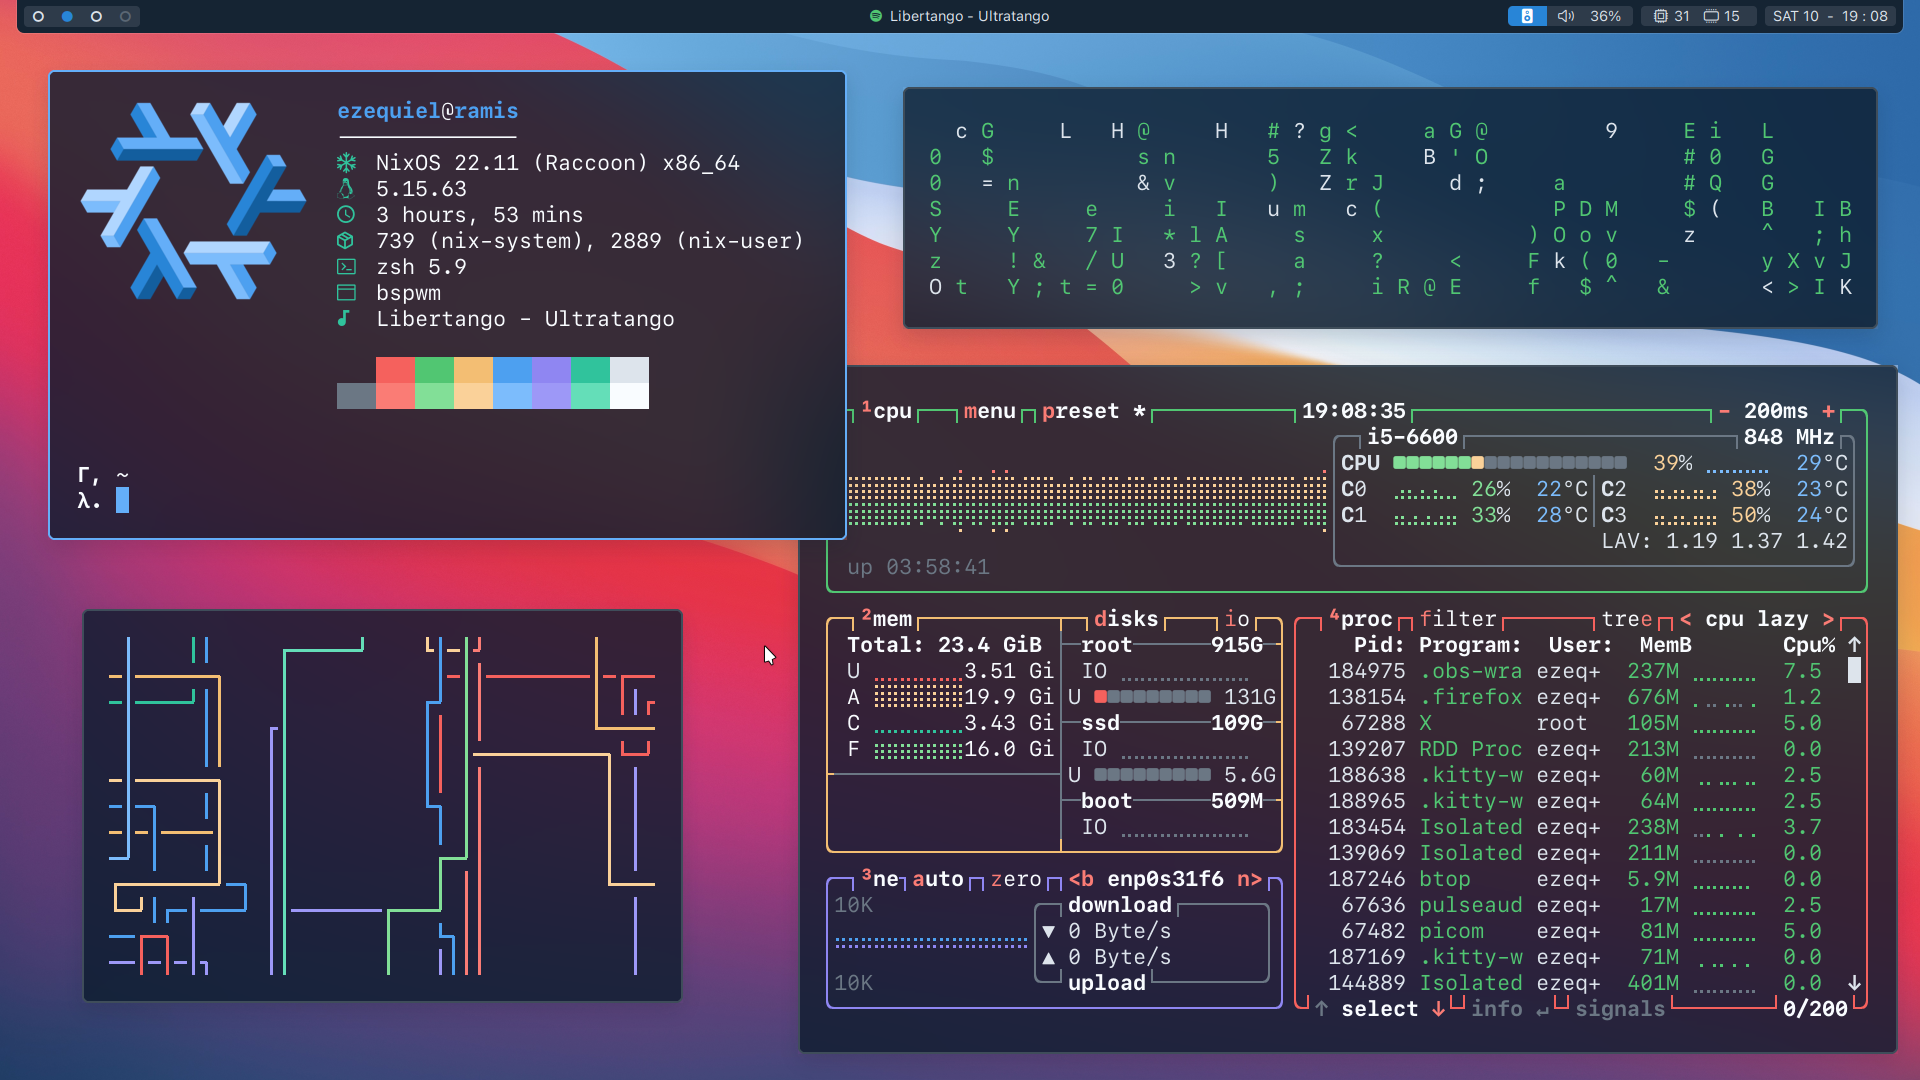 Libertango - Ultratango
36%
31 15
SAT 10 - 19 : 08
ezequiel@ramis
NixOS 22.11 (Raccoon) x86_64
5.15.63
3 hours, 53 mins
739 (nix-system), 2889 (nix-user)
zsh 5.9
bspwm
Libertango - Ultratango
Γ, ~
λ.
c G L H @ H # ? g < a G @ 9 E i L
0 $ s n 5 Z k B ' O # 0 G
0 = n & v ) Z r J d ; a # Q G
S E e i I u m c ( P D M $ ( B I B
Y Y 7 I * l A s x ) O o v z ^ ; h
z ! & / U 3 ? [ a ? < F k ( 0 - y X v J
O t Y ; t = 0 > v , ; i R @ E f $ ^ & < > I K
1cpu menu preset * 19:08:35 - 200ms +
i5-6600 848 MHz
CPU 39% 29°C
C0 26% 22°C C2 38% 23°C
C1 33% 28°C C3 50% 24°C
LAV: 1.19 1.37 1.42
up 03:58:41
2mem disks io
Total: 23.4 GiB root 915G
U 3.51 Gi IO
A 19.9 Gi U 131G
C 3.43 Gi ssd 109G
F 16.0 Gi IO
U 5.6G
boot 509M
IO
3ne auto zero <b enp0s31f6 n>
10K download
▼ 0 Byte/s
▲ 0 Byte/s
10K upload
4proc filter tree < cpu lazy >
Pid: Program: User: MemB Cpu% ↑
184975 .obs-wra ezeq+ 237M 7.5
138154 .firefox ezeq+ 676M 1.2
67288 X root 105M 5.0
139207 RDD Proc ezeq+ 213M 0.0
188638 .kitty-w ezeq+ 60M 2.5
188965 .kitty-w ezeq+ 64M 2.5
183454 Isolated ezeq+ 238M 3.7
139069 Isolated ezeq+ 211M 0.0
187246 btop ezeq+ 5.9M 0.0
67636 pulseaud ezeq+ 17M 2.5
67482 picom ezeq+ 81M 5.0
187169 .kitty-w ezeq+ 71M 0.0
144889 Isolated ezeq+ 401M 0.0 ↓
↑ select ↓ info ↵ signals 0/200